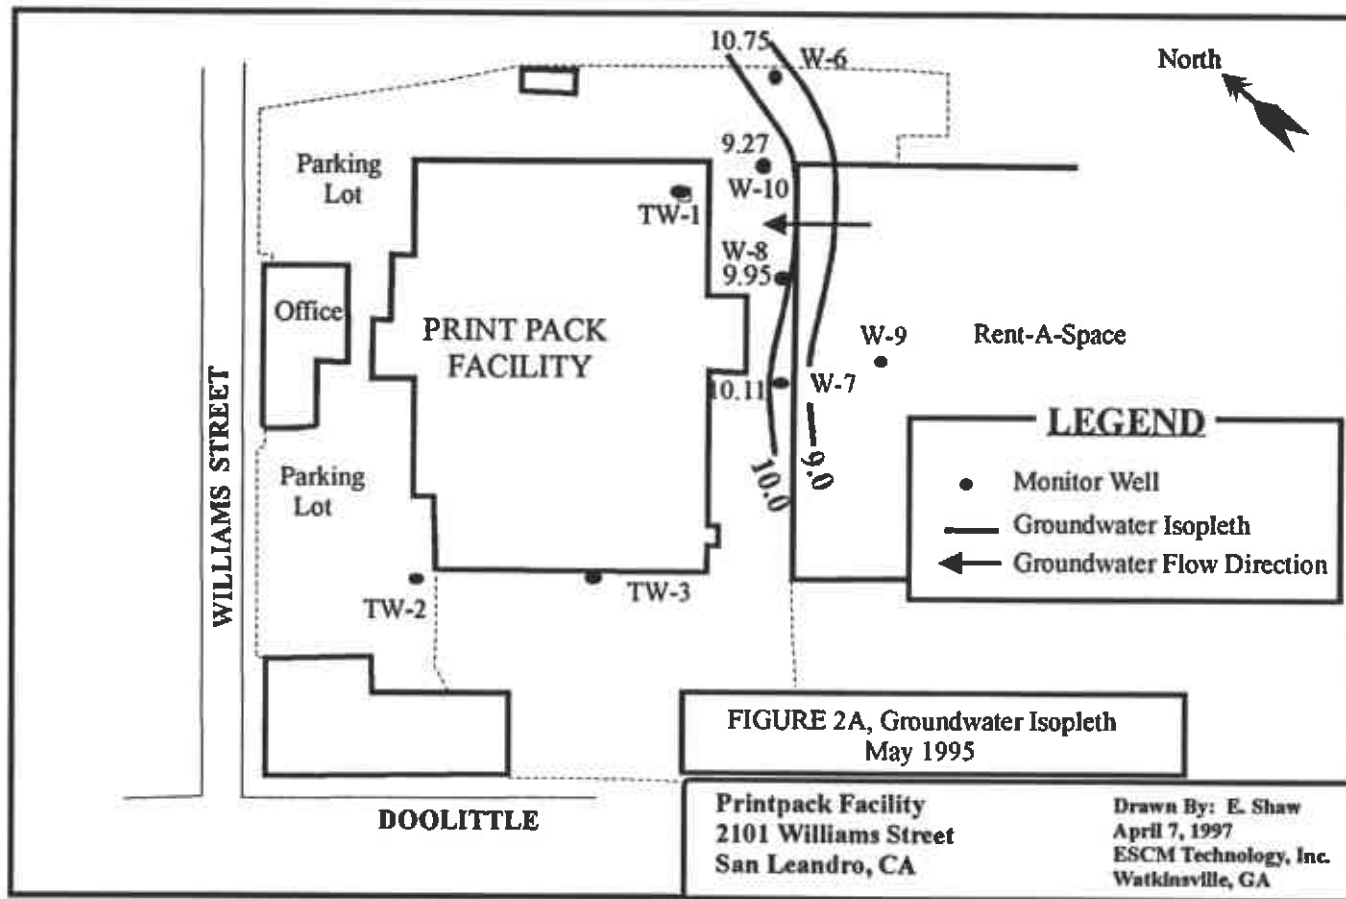 10.75
W-6
North
9.27
Parking
Lot
W-10
TW-1
W-8
9.95
Office
PRINT PACK
FACILITY
W-9
Rent-A-Space
10.11
W-7
WILLIAMS STREET
LEGEND
Monitor Well
Groundwater Isopleth
Groundwater Flow Direction
10.0
9.0
Parking
Lot
TW-2
TW-3
FIGURE 2A, Groundwater Isopleth
May 1995
DOOLITTLE
Printpack Facility
2101 Williams Street
San Leandro, CA
Drawn By: E. Shaw
April 7, 1997
ESCM Technology, Inc.
Watkinsville, GA